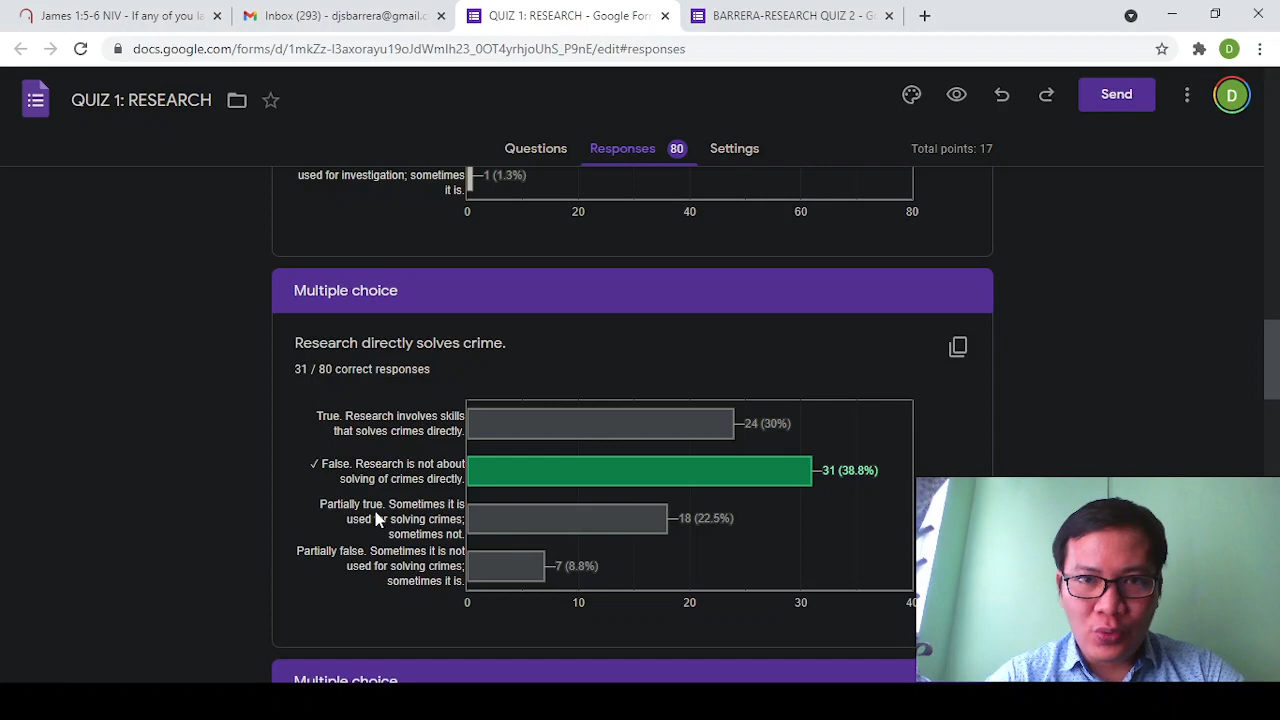 James 1:5-6 NIV - If any of you la
Inbox (293) - djsbarrera@gmail.c
QUIZ 1: RESEARCH - Google Form
BARRERA-RESEARCH QUIZ 2 - Go
docs.google.com/forms/d/1mkZz-l3axorayu19oJdWmIh23_0OT4yrhjoUhS_P9nE/edit#responses
D
QUIZ 1: RESEARCH
Send
D
Questions
Responses
80
Settings
Total points: 17
used for investigation; sometimes
it is.
1 (1.3%)
0
20
40
60
80
Multiple choice
Research directly solves crime.
31 / 80 correct responses
True. Research involves skills
that solves crimes directly.
24 (30%)
✓ False. Research is not about
solving of crimes directly.
31 (38.8%)
Partially true. Sometimes it is
used for solving crimes;
sometimes not.
18 (22.5%)
Partially false. Sometimes it is not
used for solving crimes;
sometimes it is.
7 (8.8%)
0
10
20
30
Multiple choice